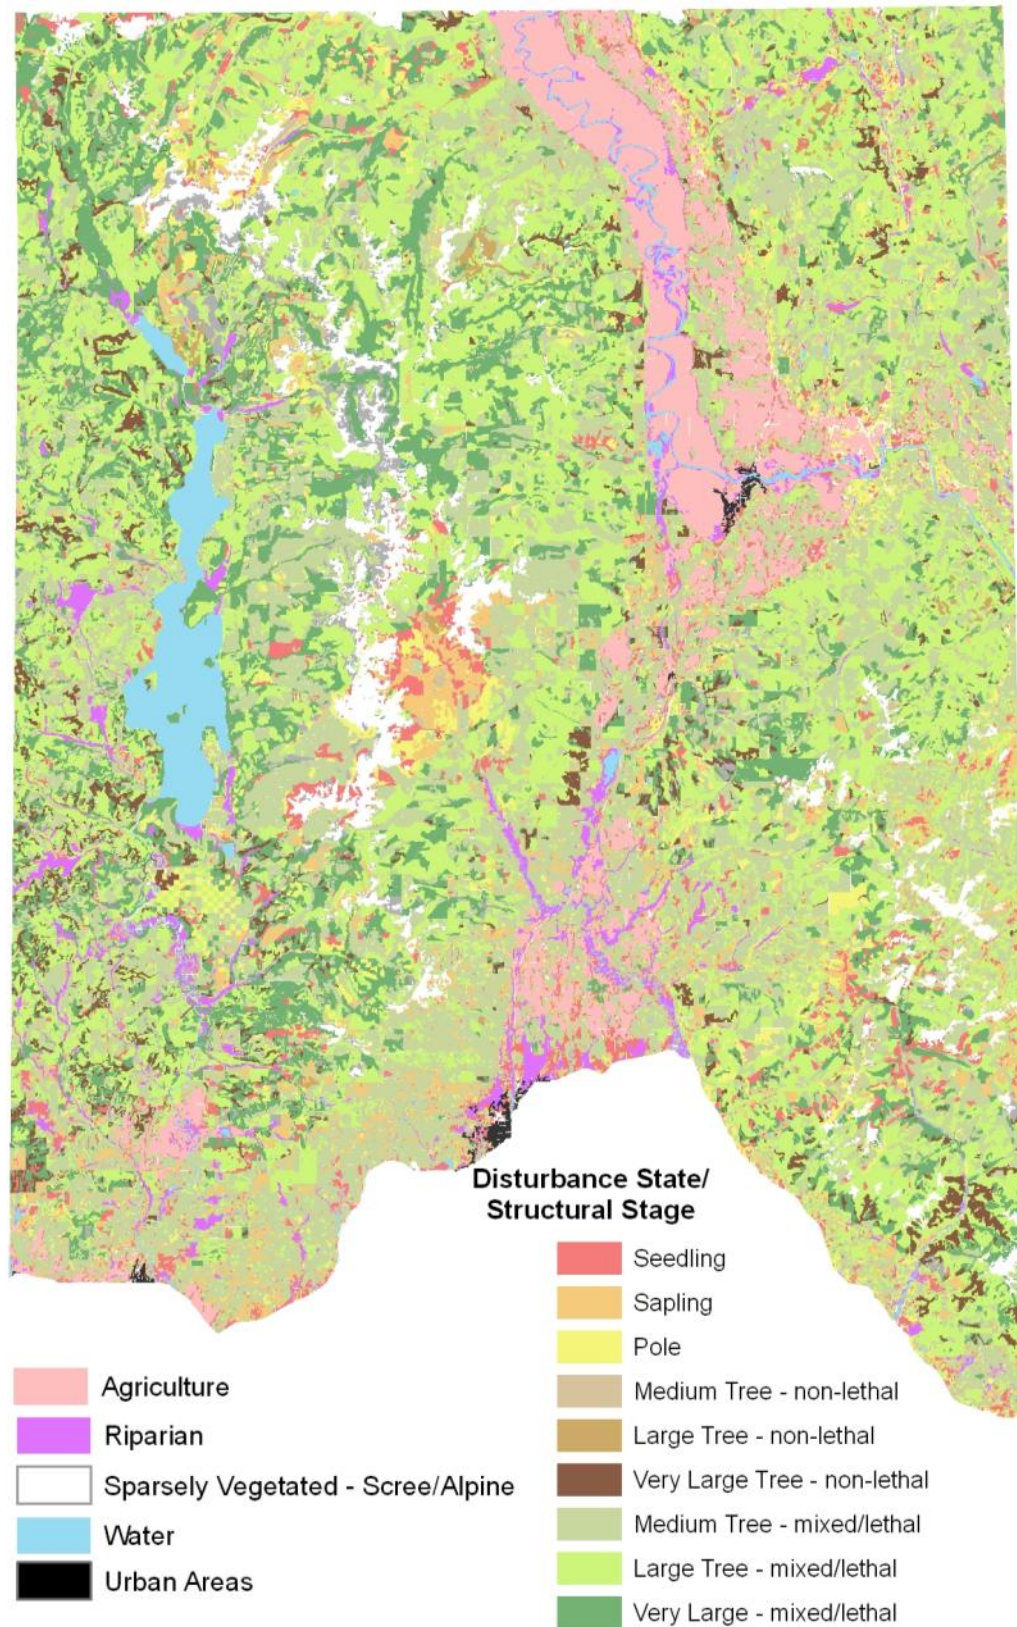 Disturbance State/
Structural Stage
Seedling
Sapling
Pole
Medium Tree - non-lethal
Large Tree - non-lethal
Very Large Tree - non-lethal
Medium Tree - mixed/lethal
Large Tree - mixed/lethal
Very Large - mixed/lethal
Agriculture
Riparian
Sparsely Vegetated - Scree/Alpine
Water
Urban Areas